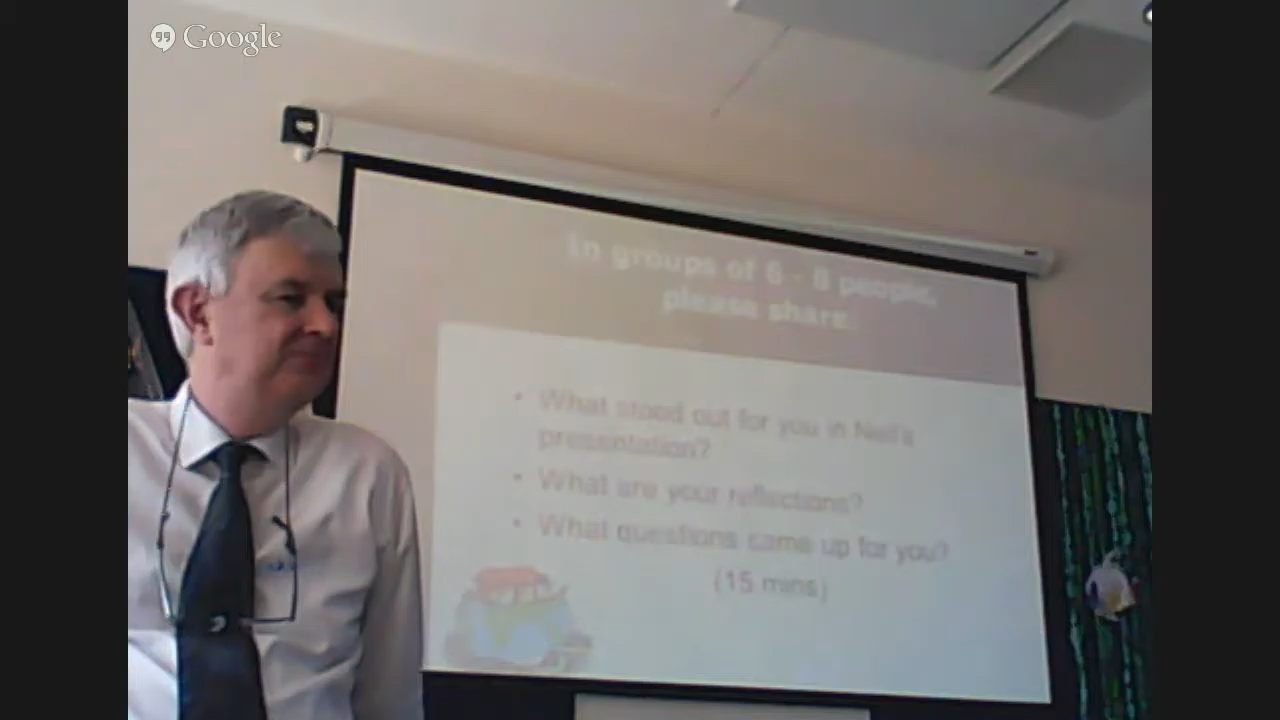 Google
In groups of 6 - 8 people,
please share:
• What stood out for you in Neil's
presentation?
• What are your reflections?
• What questions came up for you?
(15 mins)